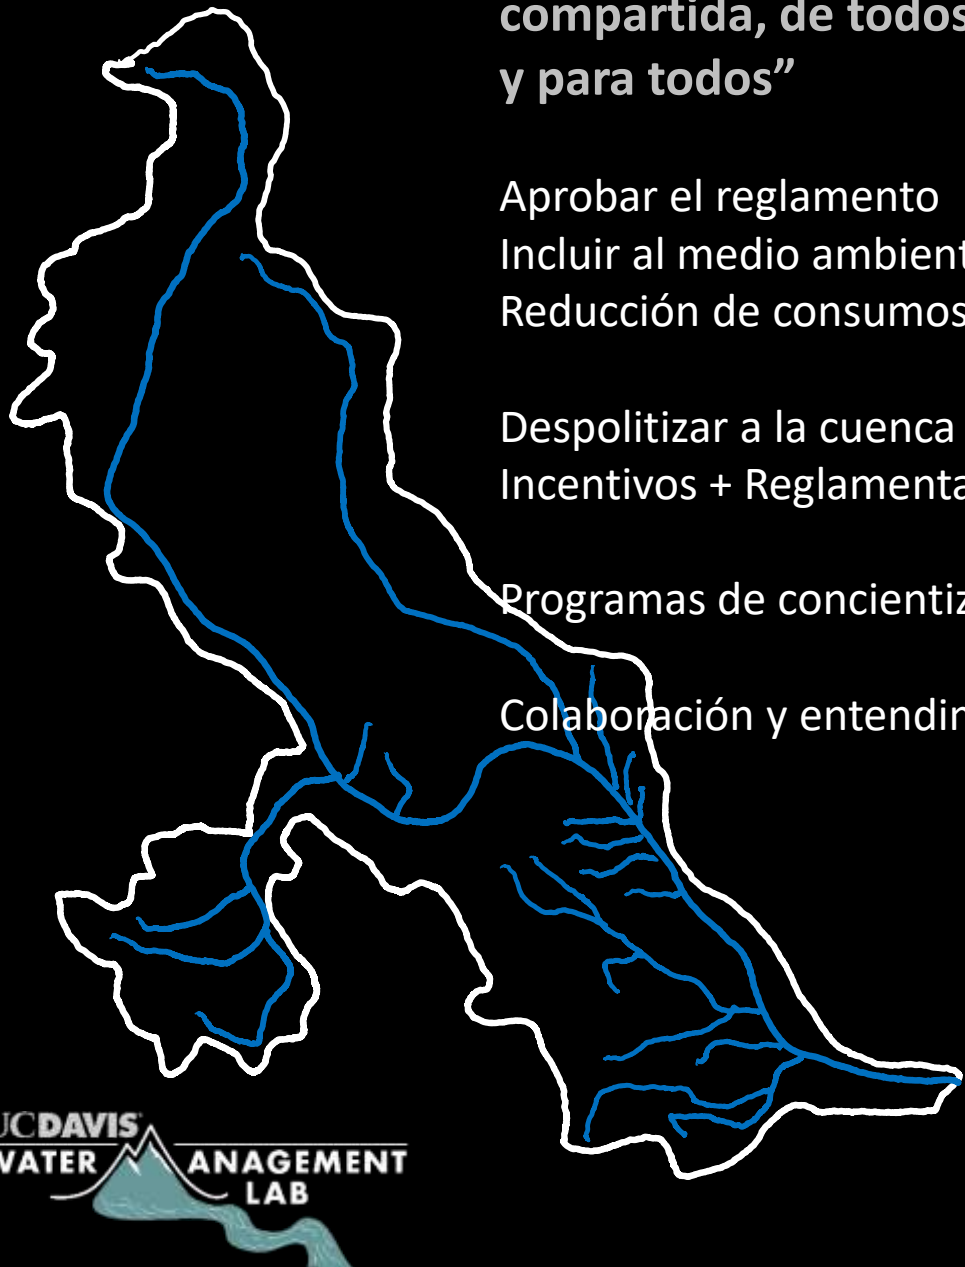 compartida, de todos
y para todos”
Aprobar el reglamento
Incluir al medio ambient
Reducción de consumos
Despolitizar a la cuenca
Incentivos + Reglamenta
Programas de concientiz
Colaboración y entendin
UCDAVIS
WATER MANAGEMENT
LAB